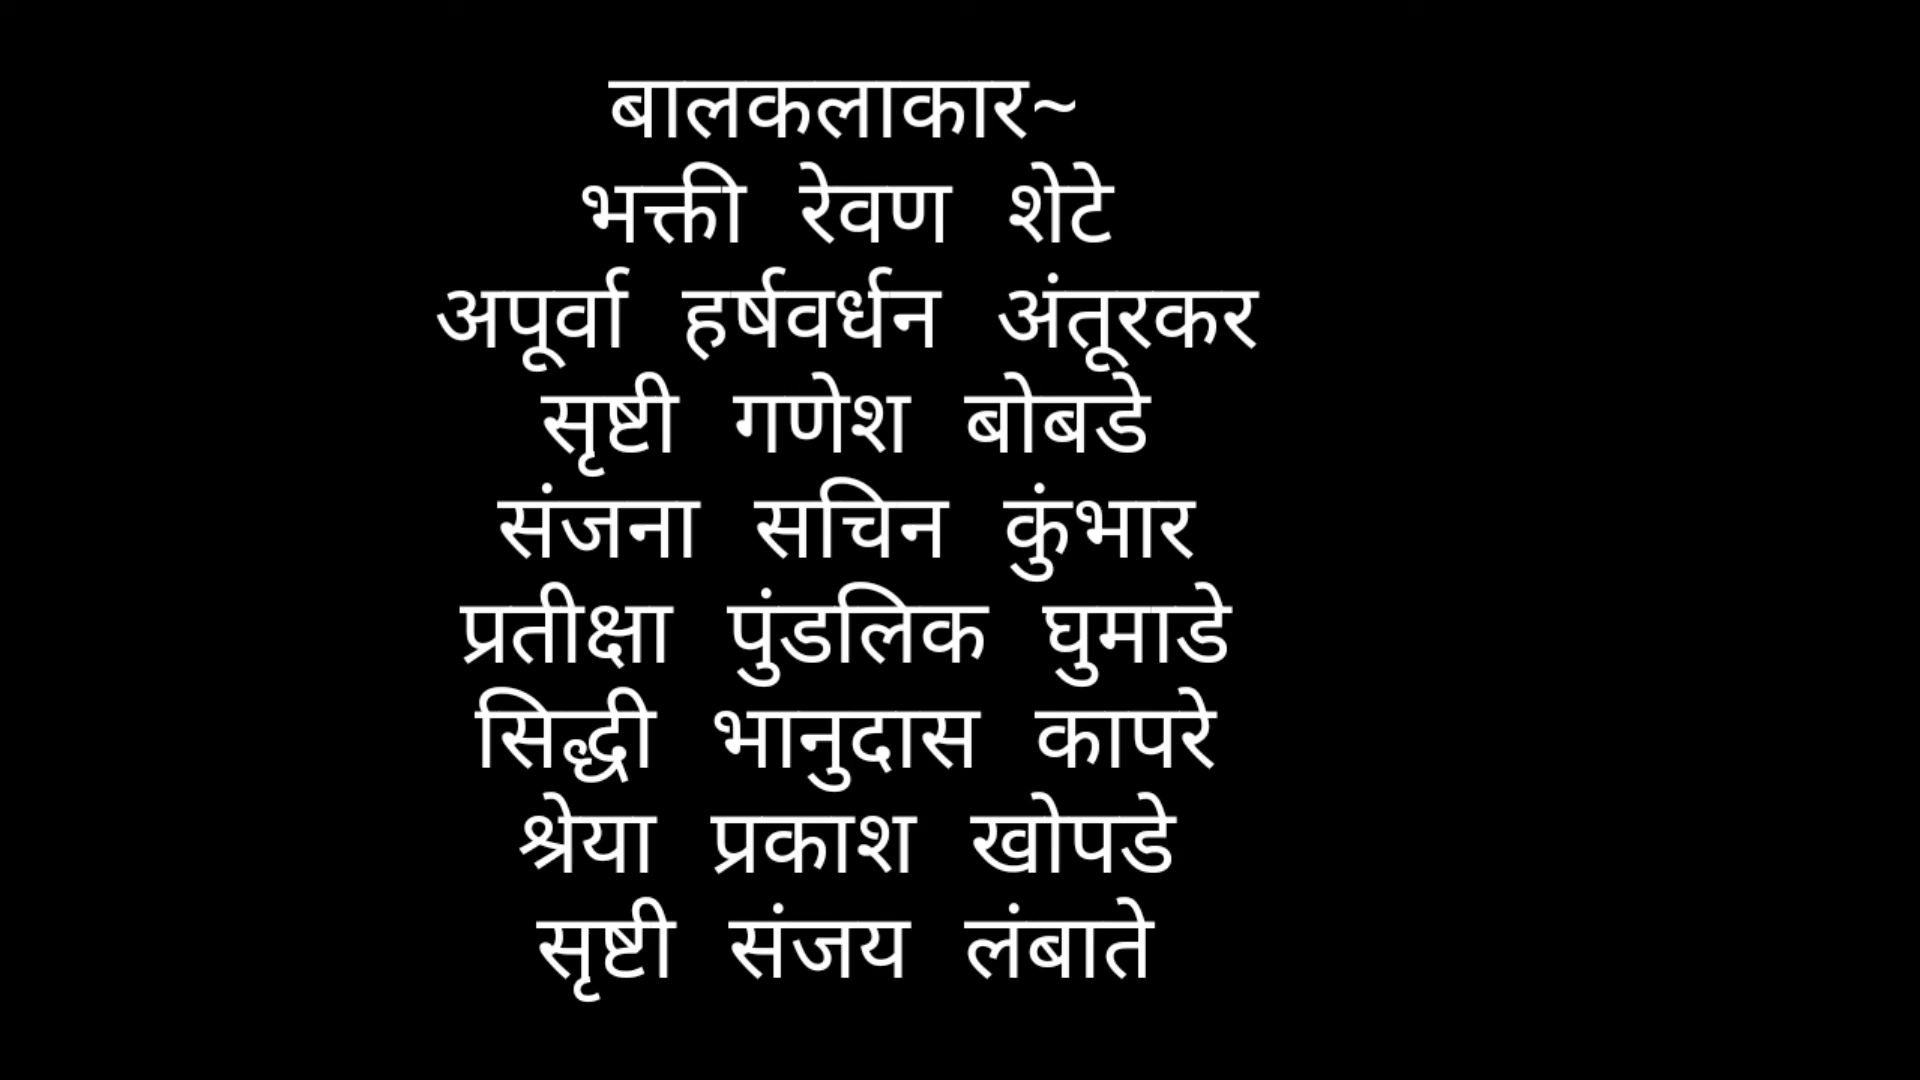 बालकलाकार~
भक्ती रेवण शेटे
अपूर्वा हर्षवर्धन अंतूरकर
सृष्टी गणेश बोबडे
संजना सचिन कुंभार
प्रतीक्षा पुंडलिक घुमाडे
सिद्धी भानुदास कापरे
श्रेया प्रकाश खोपडे
सृष्टी संजय लंबाते